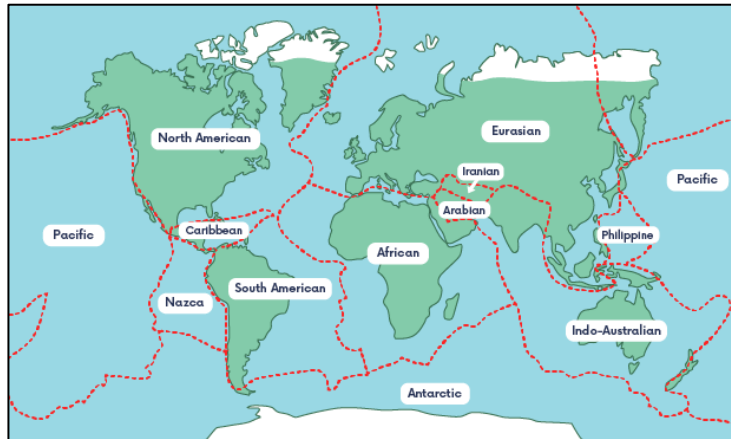 North American
Eurasian
Iranian
Pacific
Arabian
Pacific
Caribbean
Philippine
African
South American
Nazca
Indo-Australian
Antarctic